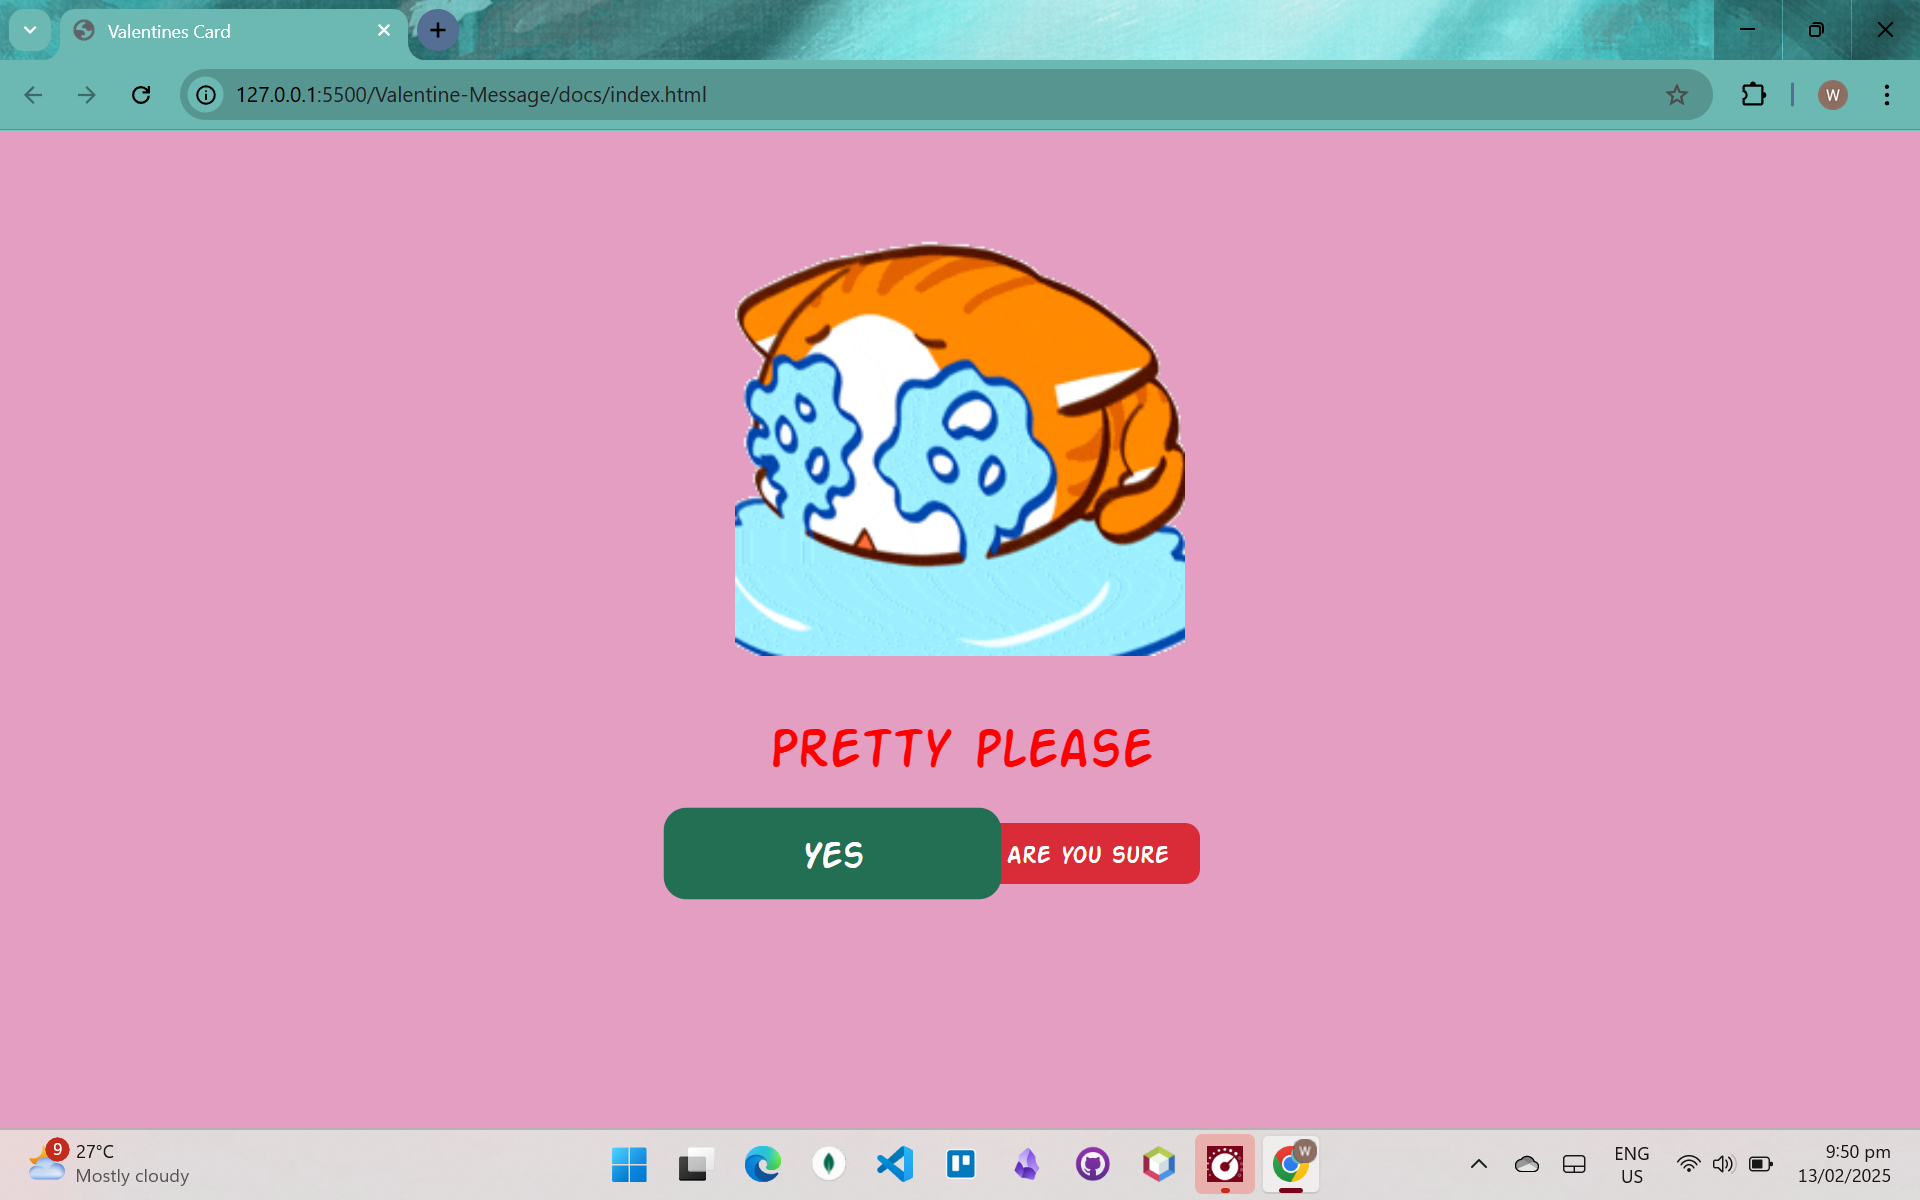 Valentines Card
127.0.0.1:5500/Valentine-Message/docs/index.html
W
PRETTY PLEASE
YES
ARE YOU SURE
9
27°C
Mostly cloudy
W
ENG
US
9:50 pm
13/02/2025